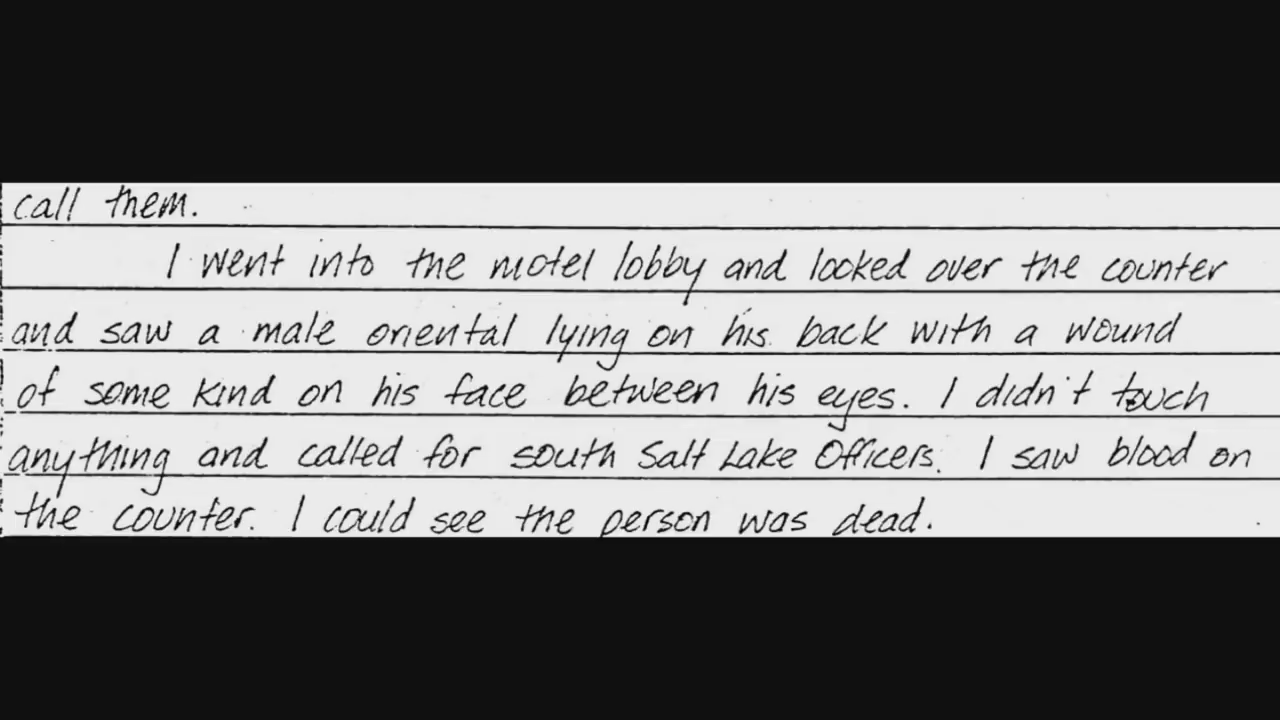 call them.
I went into the motel lobby and looked over the counter
and saw a male oriental lying on his back with a wound
of some kind on his face between his eyes. I didn't touch
anything and called for south Salt Lake Officers. I saw blood on
the counter. I could see the person was dead.